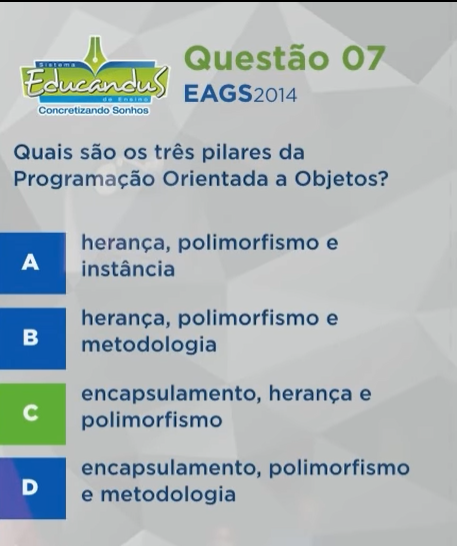 Sistema
Educandus
de Ensino
Concretizando Sonhos
Questão 07
EAGS2014
Quais são os três pilares da
Programação Orientada a Objetos?
A
herança, polimorfismo e
instância
B
herança, polimorfismo e
metodologia
C
encapsulamento, herança e
polimorfismo
D
encapsulamento, polimorfismo
e metodologia